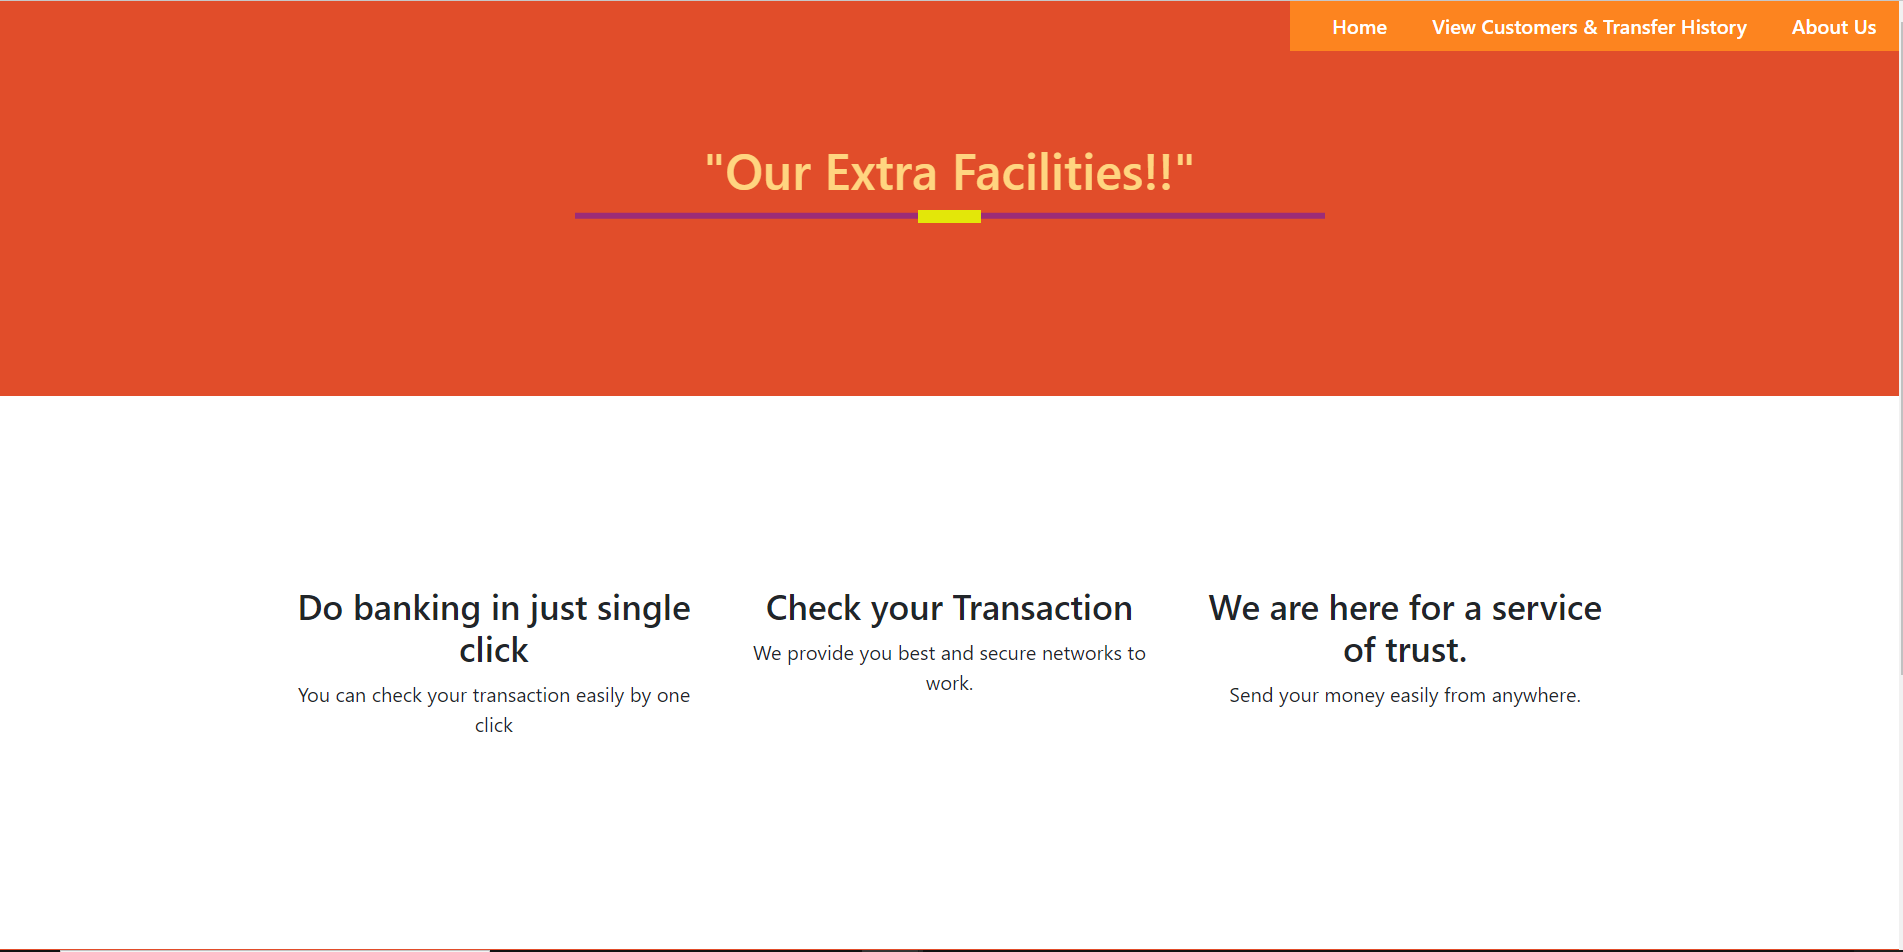 Home View Customers & Transfer History About Us
"Our Extra Facilities!!"
Do banking in just single
click
You can check your transaction easily by one
click
Check your Transaction
We provide you best and secure networks to
work.
We are here for a service
of trust.
Send your money easily from anywhere.